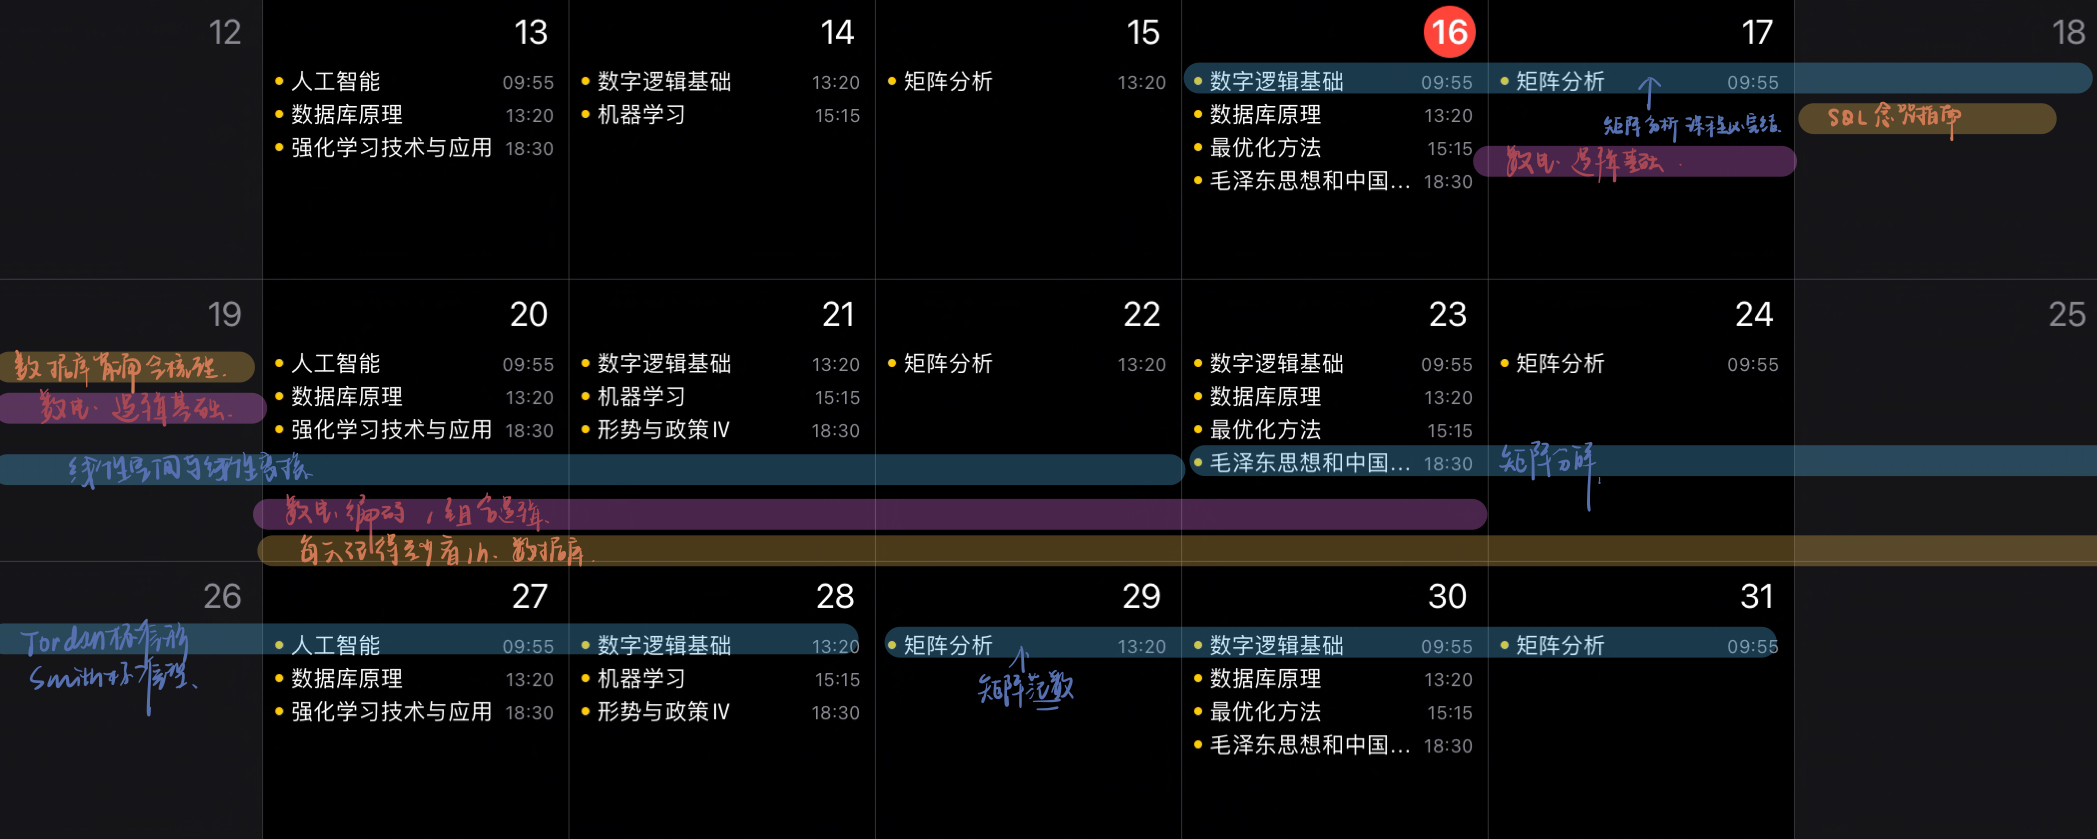 12
13
人工智能 09:55
数据库原理 13:20
强化学习技术与应用 18:30
14
数字逻辑基础 13:20
机器学习 15:15
15
矩阵分析 13:20
16
数字逻辑基础 09:55
数据库原理 13:20
最优化方法 15:15
毛泽东思想和中国... 18:30
17
矩阵分析 09:55
矩阵分析 课程
数电 逻辑基础
18
SQL 指南
19
数据库
数电 逻辑基础
线性空间与线性变换
20
人工智能 09:55
数据库原理 13:20
强化学习技术与应用 18:30
数电 编码,组合逻辑
每天记得 看1h 数据库
21
数字逻辑基础 13:20
机器学习 15:15
形势与政策Ⅳ 18:30
22
矩阵分析 13:20
23
数字逻辑基础 09:55
数据库原理 13:20
最优化方法 15:15
毛泽东思想和中国... 18:30
24
矩阵分析 09:55
矩阵分解
25
26
Jordan标准形
Smith标准型
27
人工智能 09:55
数据库原理 13:20
强化学习技术与应用 18:30
28
数字逻辑基础 13:20
机器学习 15:15
形势与政策Ⅳ 18:30
29
矩阵分析 13:20
矩阵范数
30
数字逻辑基础 09:55
数据库原理 13:20
最优化方法 15:15
毛泽东思想和中国... 18:30
31
矩阵分析 09:55